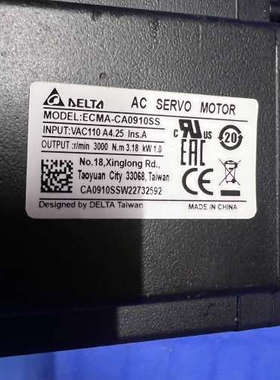 DELTA AC SERVO MOTOR
MODEL:ECMA-CA0910SS
INPUT:VAC110 A4.25 Ins.A
OUTPUT :r/min 3000 N.m 3.18 kW 1.0
No.18,Xinglong Rd.,
Taoyuan City 33068, Taiwan
CA0910SSW22732592
Designed by DELTA Taiwan
c RU us
EAC
20
CE
MADE IN CHINA